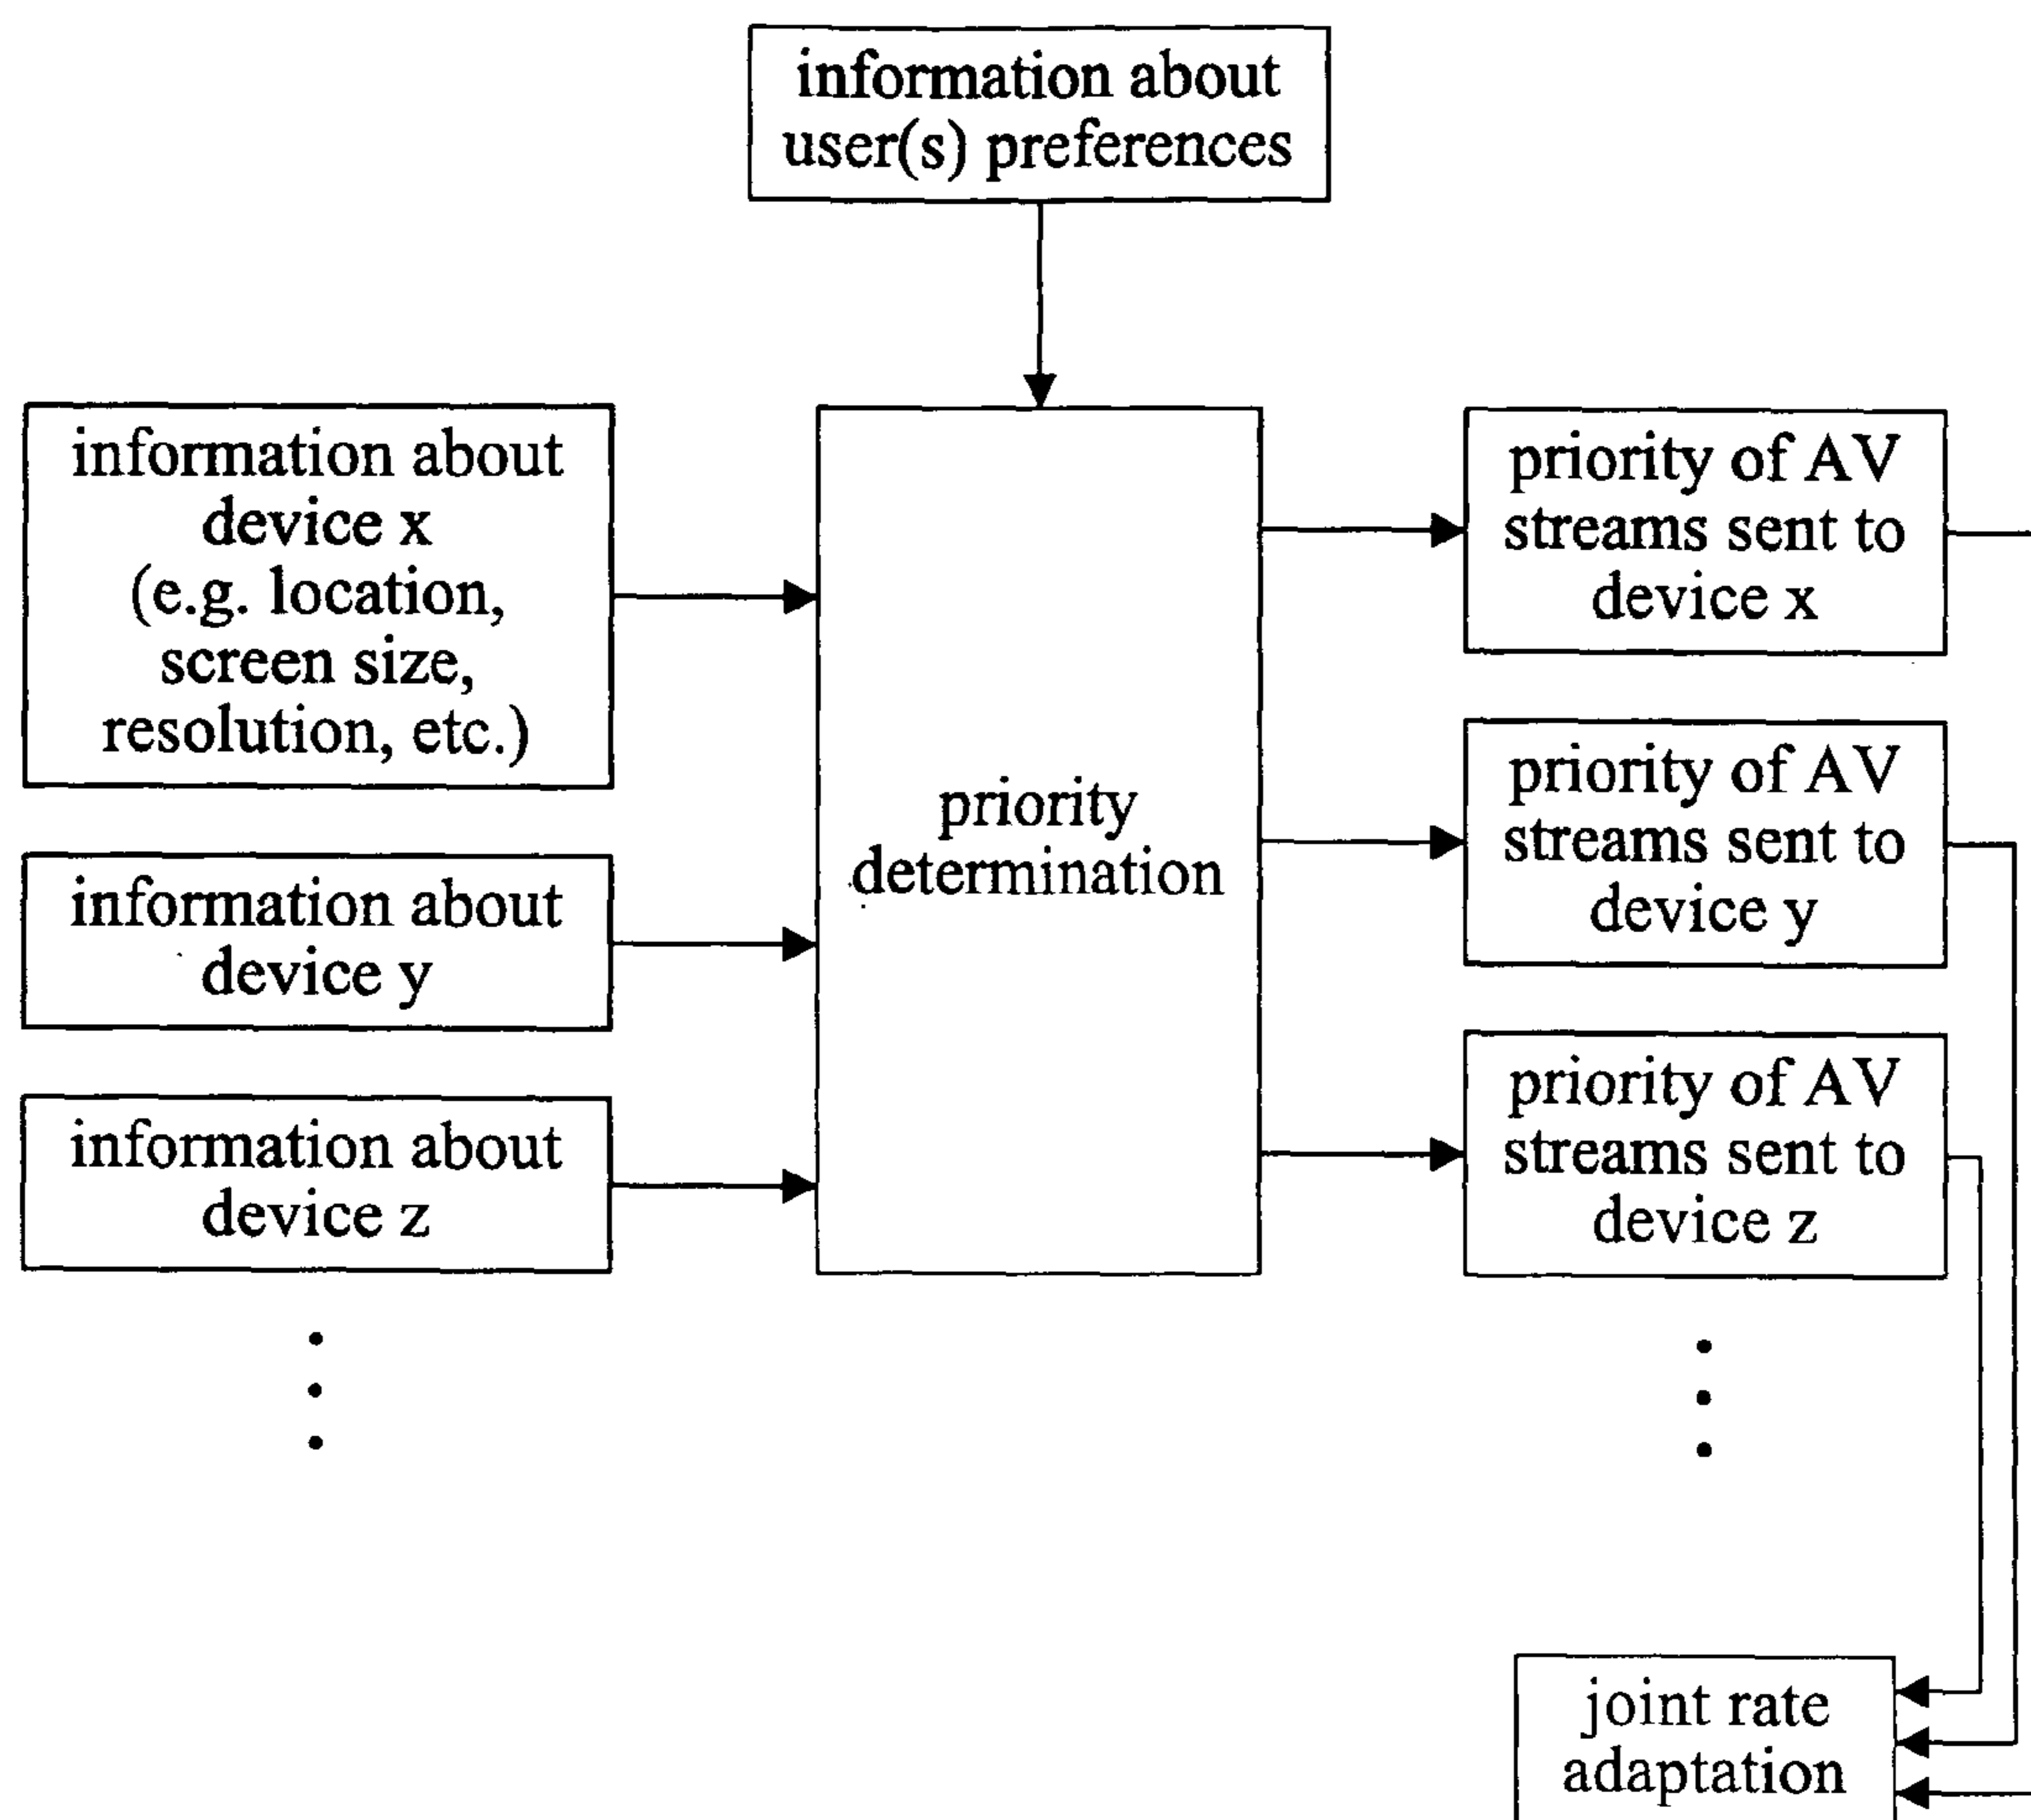 information about
user(s) preferences
information about
device x
(e.g. location,
screen size,
resolution, etc.)
information about
device y
information about
device z
priority
determination
priority of AV
streams sent to
device x
priority of AV
streams sent to
device y
priority of AV
streams sent to
device z
joint rate
adaptation